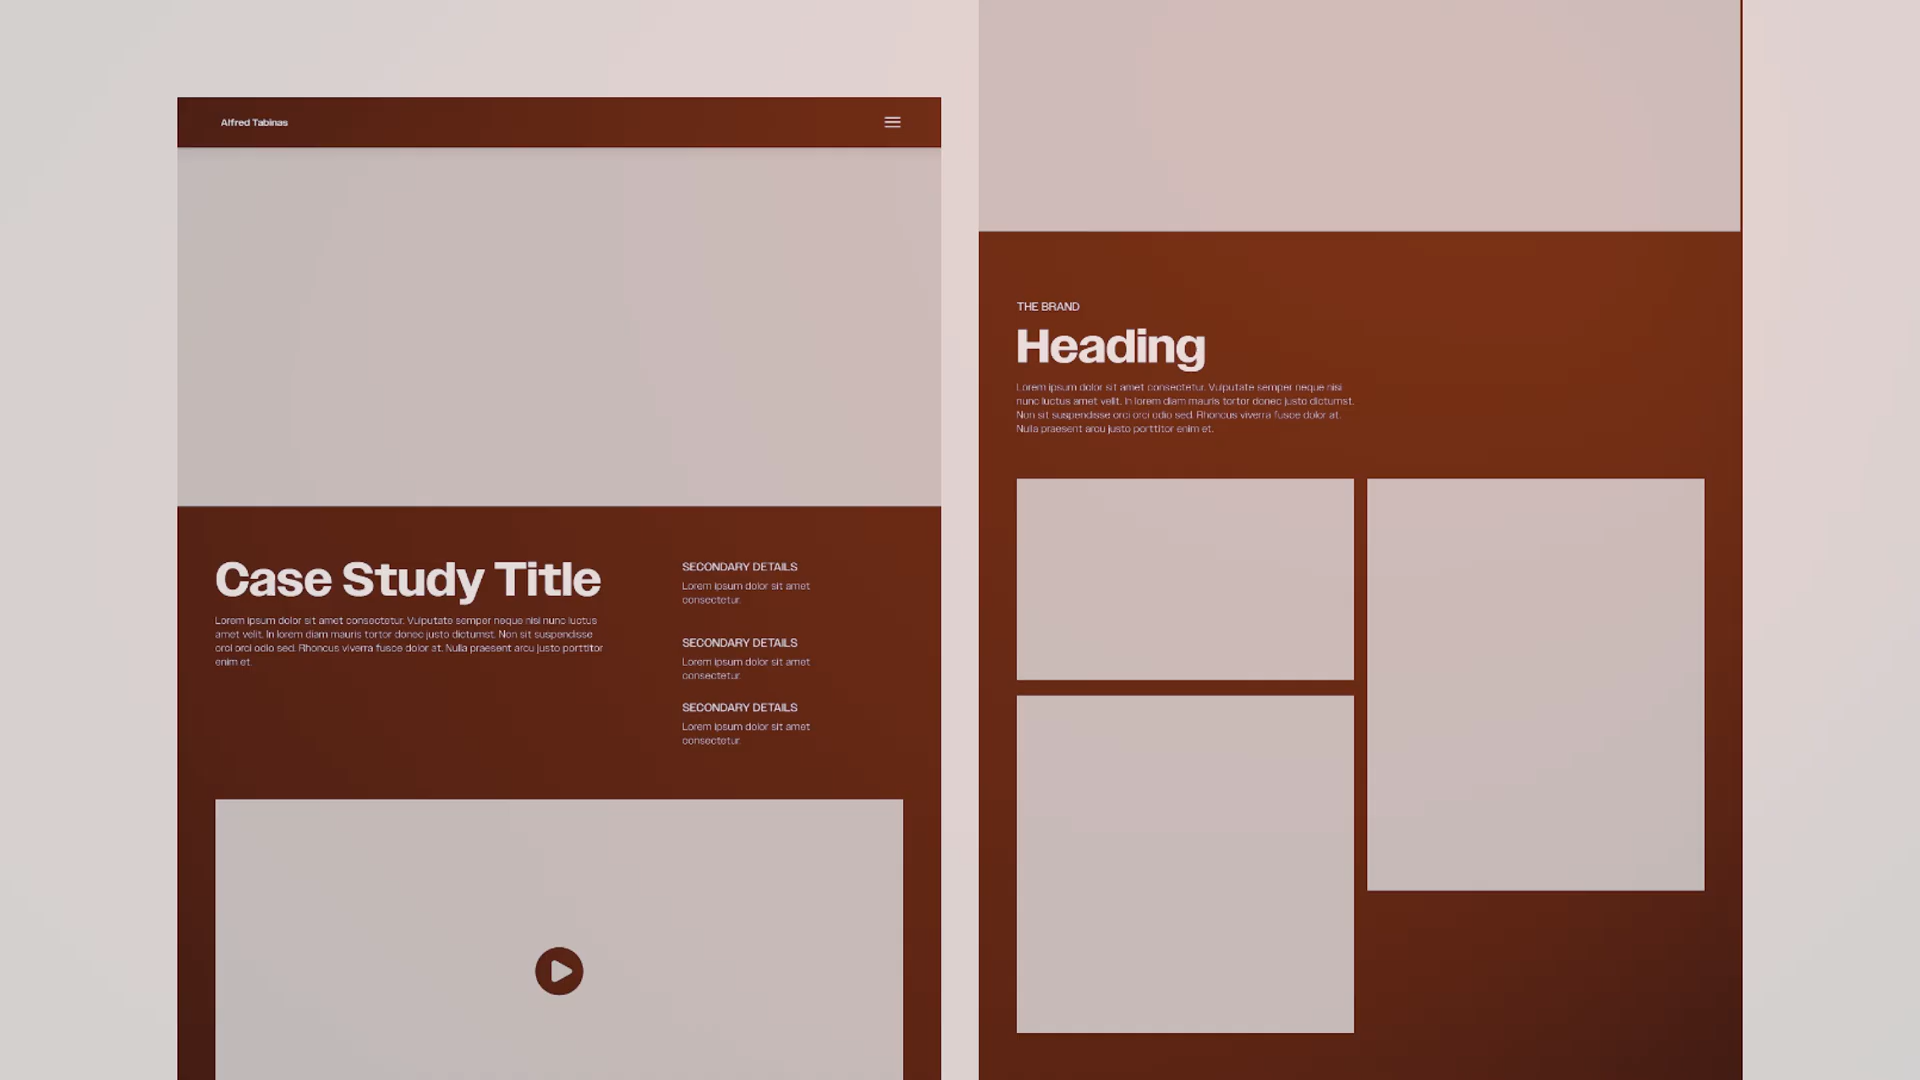 Alfred Tabinas
Case Study Title
Lorem ipsum dolor sit amet consectetur. Vulputate semper neque nisi nunc luctus
amet velit. In lorem diam mauris tortor donec justo dictumst. Non sit suspendisse
orci orci odio sed. Rhoncus viverra fusce dolor at. Nulla praesent arcu justo porttitor
enim et.
SECONDARY DETAILS
Lorem ipsum dolor sit amet
consectetur.
SECONDARY DETAILS
Lorem ipsum dolor sit amet
consectetur.
SECONDARY DETAILS
Lorem ipsum dolor sit amet
consectetur.
THE BRAND
Heading
Lorem ipsum dolor sit amet consectetur. Vulputate semper neque nisi
nunc luctus amet velit. In lorem diam mauris tortor donec justo dictumst.
Non sit suspendisse orci orci odio sed. Rhoncus viverra fusce dolor at.
Nulla praesent arcu justo porttitor enim et.